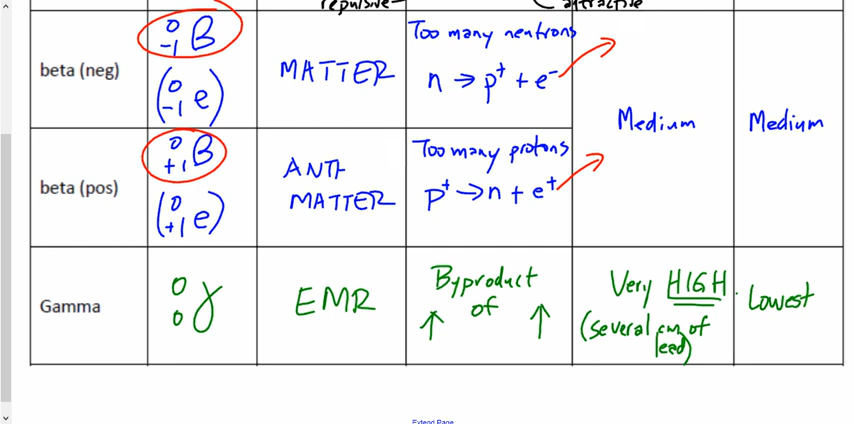 repulsive
attractive
beta (neg)
0
-1 B
(0
-1 e)
MATTER
Too many neutrons
n → p+ + e-
Medium
Medium
beta (pos)
0
+1 B
(0
+1 e)
ANTI-
MATTER
Too many protons
p+ → n + e+
Gamma
0
0 γ
EMR
Byproduct
of
↑ ↑
Very HIGH.
(several cm of
lead)
Lowest
Extend Page